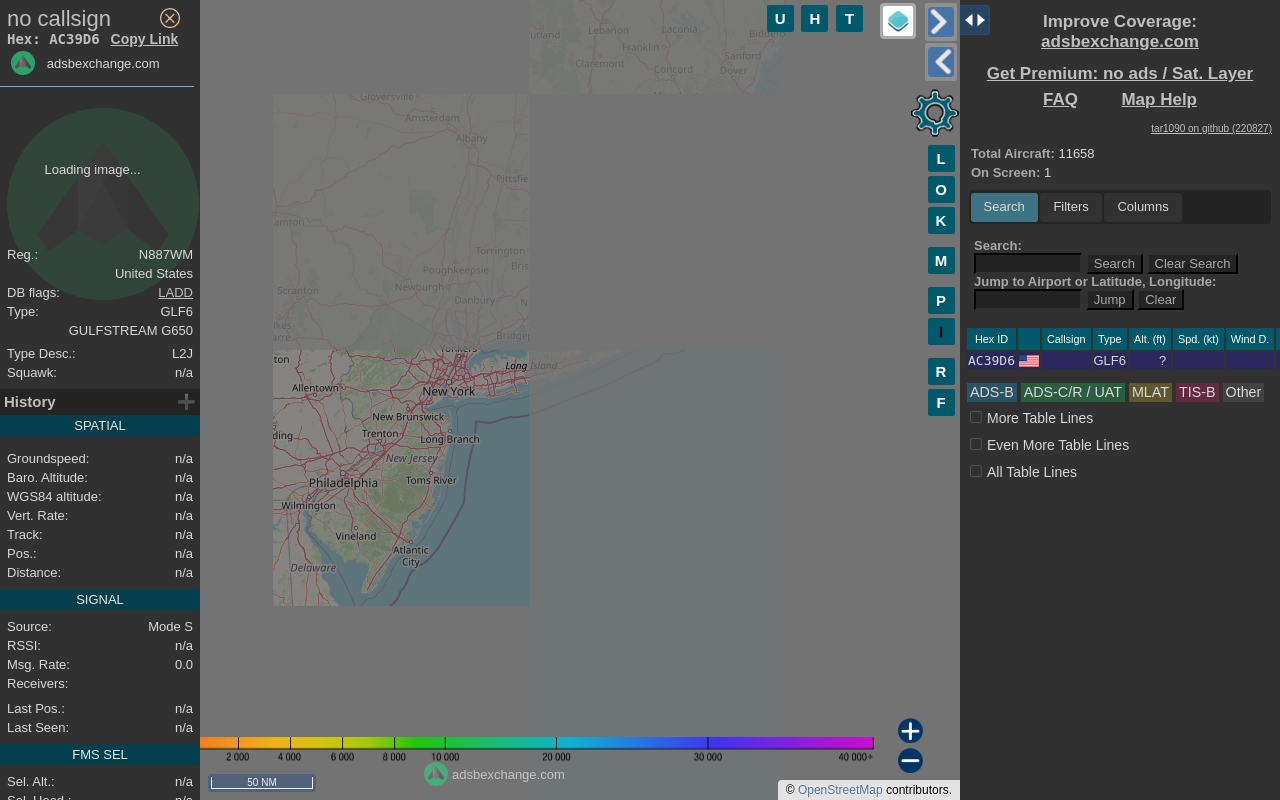 no callsign
Hex: AC39D6 Copy Link
adsbexchange.com
Loading image...
Reg.: N887WM
United States
DB flags: LADD
Type: GLF6
GULFSTREAM G650
Type Desc.: L2J
Squawk: n/a
History
SPATIAL
Groundspeed: n/a
Baro. Altitude: n/a
WGS84 altitude: n/a
Vert. Rate: n/a
Track: n/a
Pos.: n/a
Distance: n/a
SIGNAL
Source: Mode S
RSSI: n/a
Msg. Rate: 0.0
Receivers:
Last Pos.: n/a
Last Seen: n/a
FMS SEL
Sel. Alt.: n/a
U H T
Lebanon
Laconia
Franklin
Claremont
Sanford
Concord
Dover
Gloversville
Amsterdam
Albany
Torrington
Poughkeepsie
Scranton
Newburgh
Danbury
Yonkers
Long Island
Allentown
New York
New Brunswick
Trenton
Long Branch
New Jersey
Philadelphia
Toms River
Wilmington
Vineland
Atlantic
City
Delaware
L
O
K
M
P
I
R
F
2 000 4 000 6 000 8 000 10 000 20 000 30 000 40 000+
50 NM
adsbexchange.com
© OpenStreetMap contributors.
Improve Coverage:
adsbexchange.com
Get Premium: no ads / Sat. Layer
FAQ Map Help
tar1090 on github (220827)
Total Aircraft: 11658
On Screen: 1
Search Filters Columns
Search:
Search Clear Search
Jump to Airport or Latitude, Longitude:
Jump Clear
Hex ID Callsign Type Alt. (ft) Spd. (kt) Wind D.
AC39D6 GLF6 ?
ADS-B ADS-C/R / UAT MLAT TIS-B Other
More Table Lines
Even More Table Lines
All Table Lines